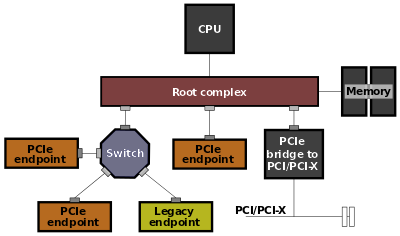 CPU
Root complex
Memory
PCIe
endpoint
Switch
PCIe
endpoint
PCIe
bridge to
PCI/PCI-X
PCIe
endpoint
Legacy
endpoint
PCI/PCI-X